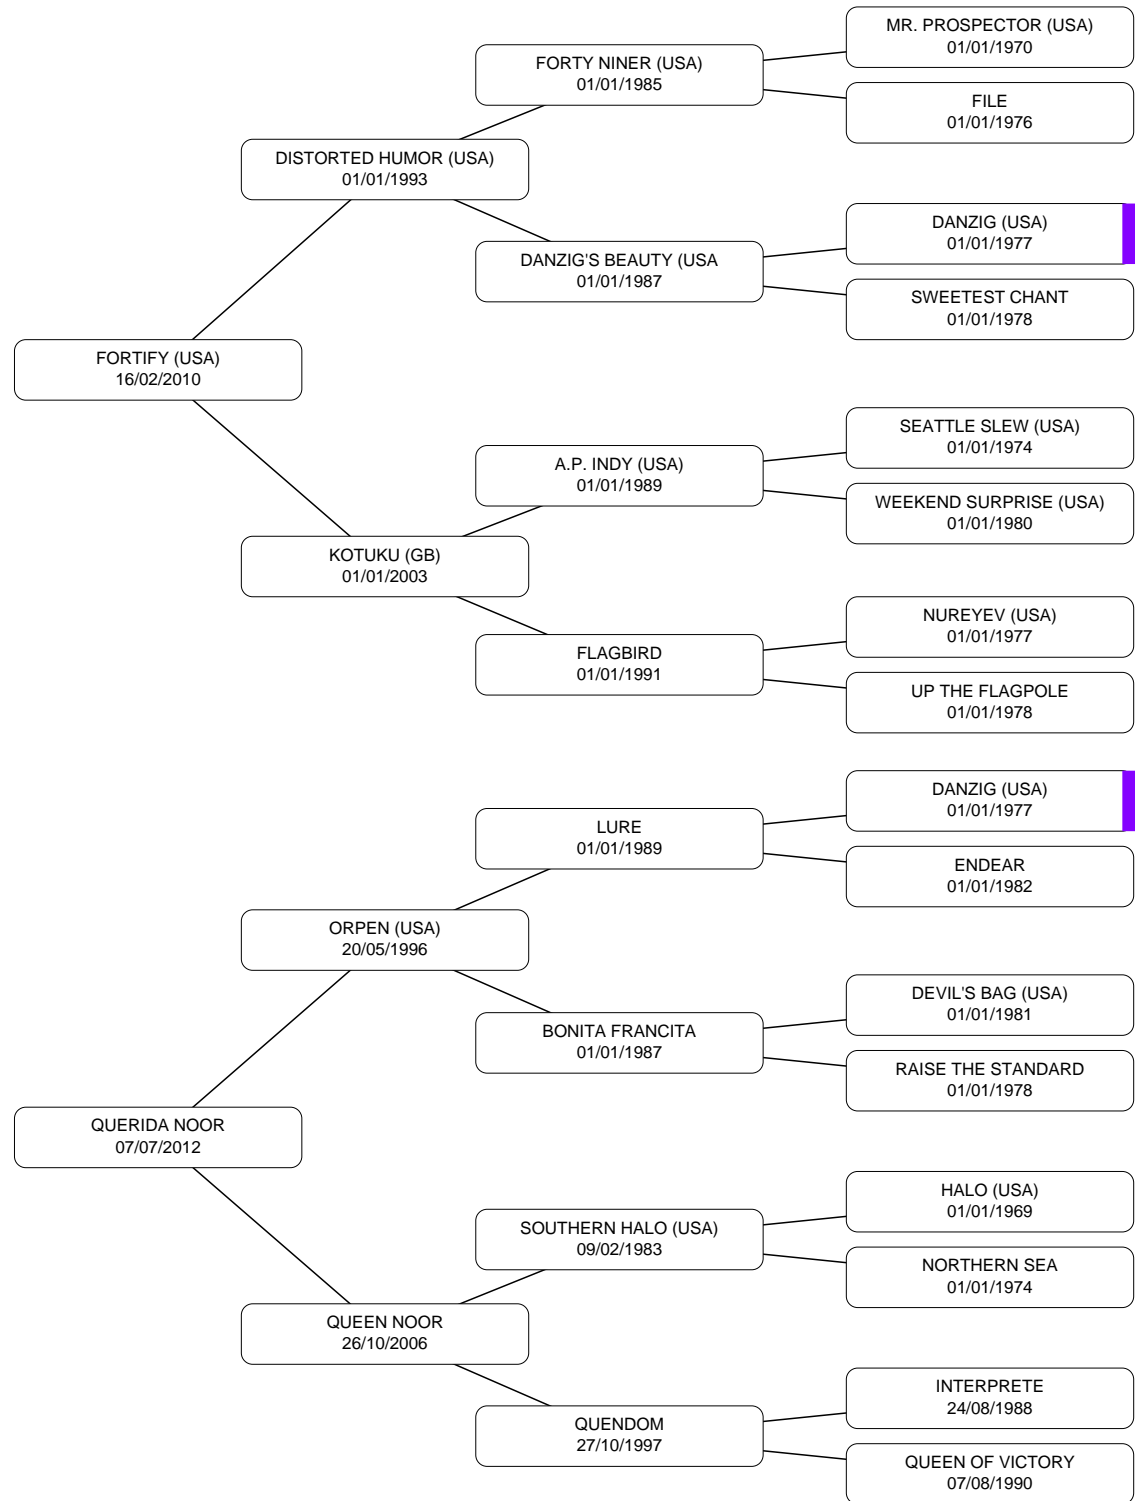 MR. PROSPECTOR (USA)
01/01/1970
FORTY NINER (USA)
01/01/1985
FILE
01/01/1976
DISTORTED HUMOR (USA)
01/01/1993
DANZIG (USA)
01/01/1977
DANZIG'S BEAUTY (USA
01/01/1987
SWEETEST CHANT
01/01/1978
FORTIFY (USA)
16/02/2010
SEATTLE SLEW (USA)
01/01/1974
A.P. INDY (USA)
01/01/1989
WEEKEND SURPRISE (USA)
01/01/1980
KOTUKU (GB)
01/01/2003
NUREYEV (USA)
01/01/1977
FLAGBIRD
01/01/1991
UP THE FLAGPOLE
01/01/1978
DANZIG (USA)
01/01/1977
LURE
01/01/1989
ENDEAR
01/01/1982
ORPEN (USA)
20/05/1996
DEVIL'S BAG (USA)
01/01/1981
BONITA FRANCITA
01/01/1987
RAISE THE STANDARD
01/01/1978
QUERIDA NOOR
07/07/2012
HALO (USA)
01/01/1969
SOUTHERN HALO (USA)
09/02/1983
NORTHERN SEA
01/01/1974
QUEEN NOOR
26/10/2006
INTERPRETE
24/08/1988
QUENDOM
27/10/1997
QUEEN OF VICTORY
07/08/1990